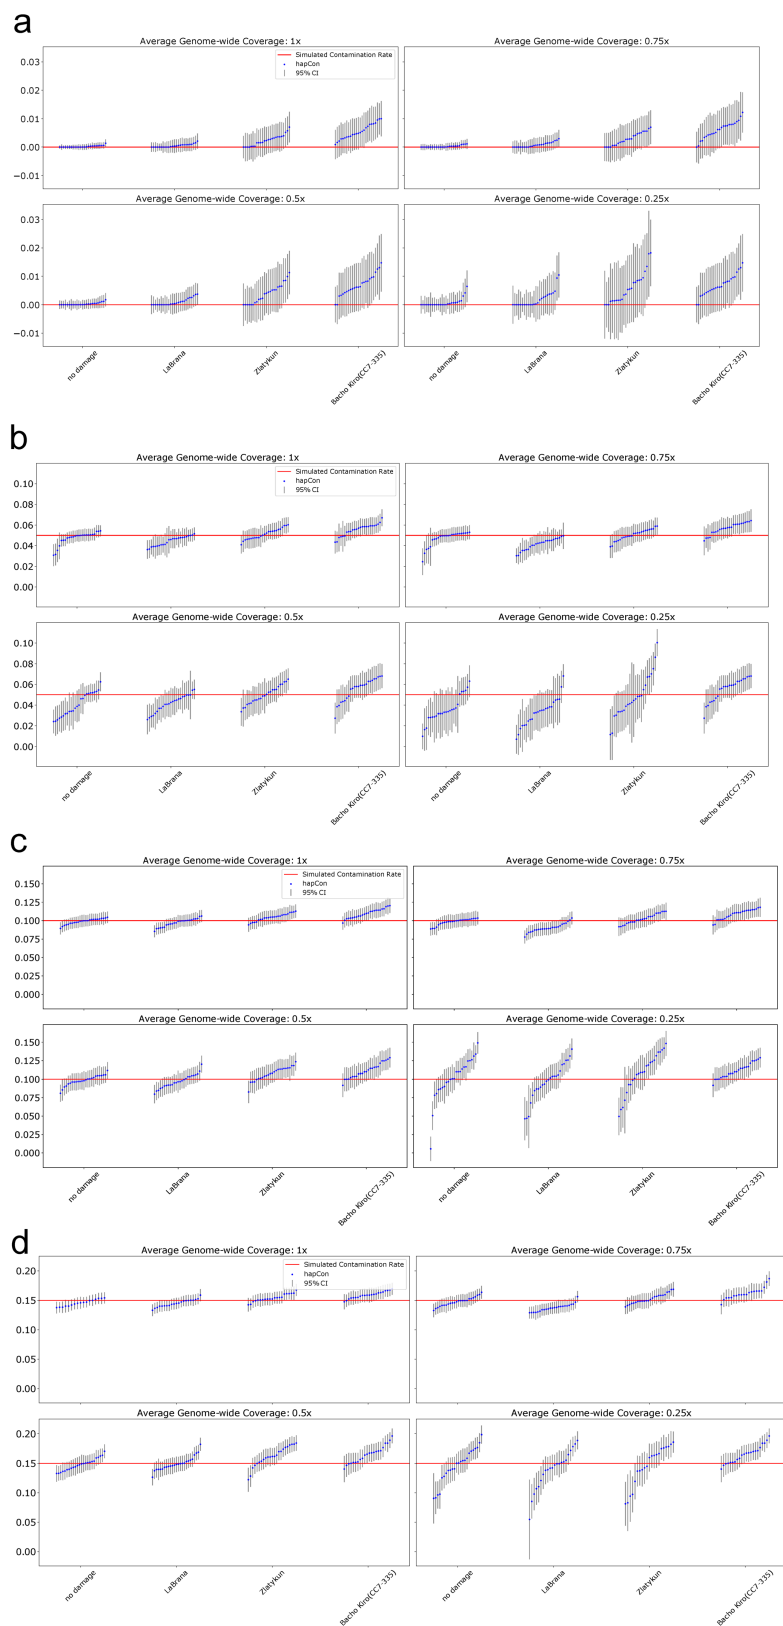 a
Average Genome-wide Coverage: 1x
Average Genome-wide Coverage: 0.75x
Simulated Contamination Rate
hapCon
95% CI
0.03
0.02
0.01
0.00
−0.01
Average Genome-wide Coverage: 0.5x
Average Genome-wide Coverage: 0.25x
0.03
0.02
0.01
0.00
−0.01
no damage
LaBrana
Zlatykun
Bacho Kiro(CC7-335)
no damage
LaBrana
Zlatykun
Bacho Kiro(CC7-335)
b
Average Genome-wide Coverage: 1x
Average Genome-wide Coverage: 0.75x
Simulated Contamination Rate
hapCon
95% CI
0.10
0.08
0.06
0.04
0.02
0.00
Average Genome-wide Coverage: 0.5x
Average Genome-wide Coverage: 0.25x
0.10
0.08
0.06
0.04
0.02
0.00
no damage
LaBrana
Zlatykun
Bacho Kiro(CC7-335)
no damage
LaBrana
Zlatykun
Bacho Kiro(CC7-335)
c
Average Genome-wide Coverage: 1x
Average Genome-wide Coverage: 0.75x
Simulated Contamination Rate
hapCon
95% CI
0.150
0.125
0.100
0.075
0.050
0.025
0.000
Average Genome-wide Coverage: 0.5x
Average Genome-wide Coverage: 0.25x
0.150
0.125
0.100
0.075
0.050
0.025
0.000
no damage
LaBrana
Zlatykun
Bacho Kiro(CC7-335)
no damage
LaBrana
Zlatykun
Bacho Kiro(CC7-335)
d
Average Genome-wide Coverage: 1x
Average Genome-wide Coverage: 0.75x
Simulated Contamination Rate
hapCon
95% CI
0.20
0.15
0.10
0.05
0.00
Average Genome-wide Coverage: 0.5x
Average Genome-wide Coverage: 0.25x
0.20
0.15
0.10
0.05
0.00
no damage
LaBrana
Zlatykun
Bacho Kiro(CC7-335)
no damage
LaBrana
Zlatykun
Bacho Kiro(CC7-335)